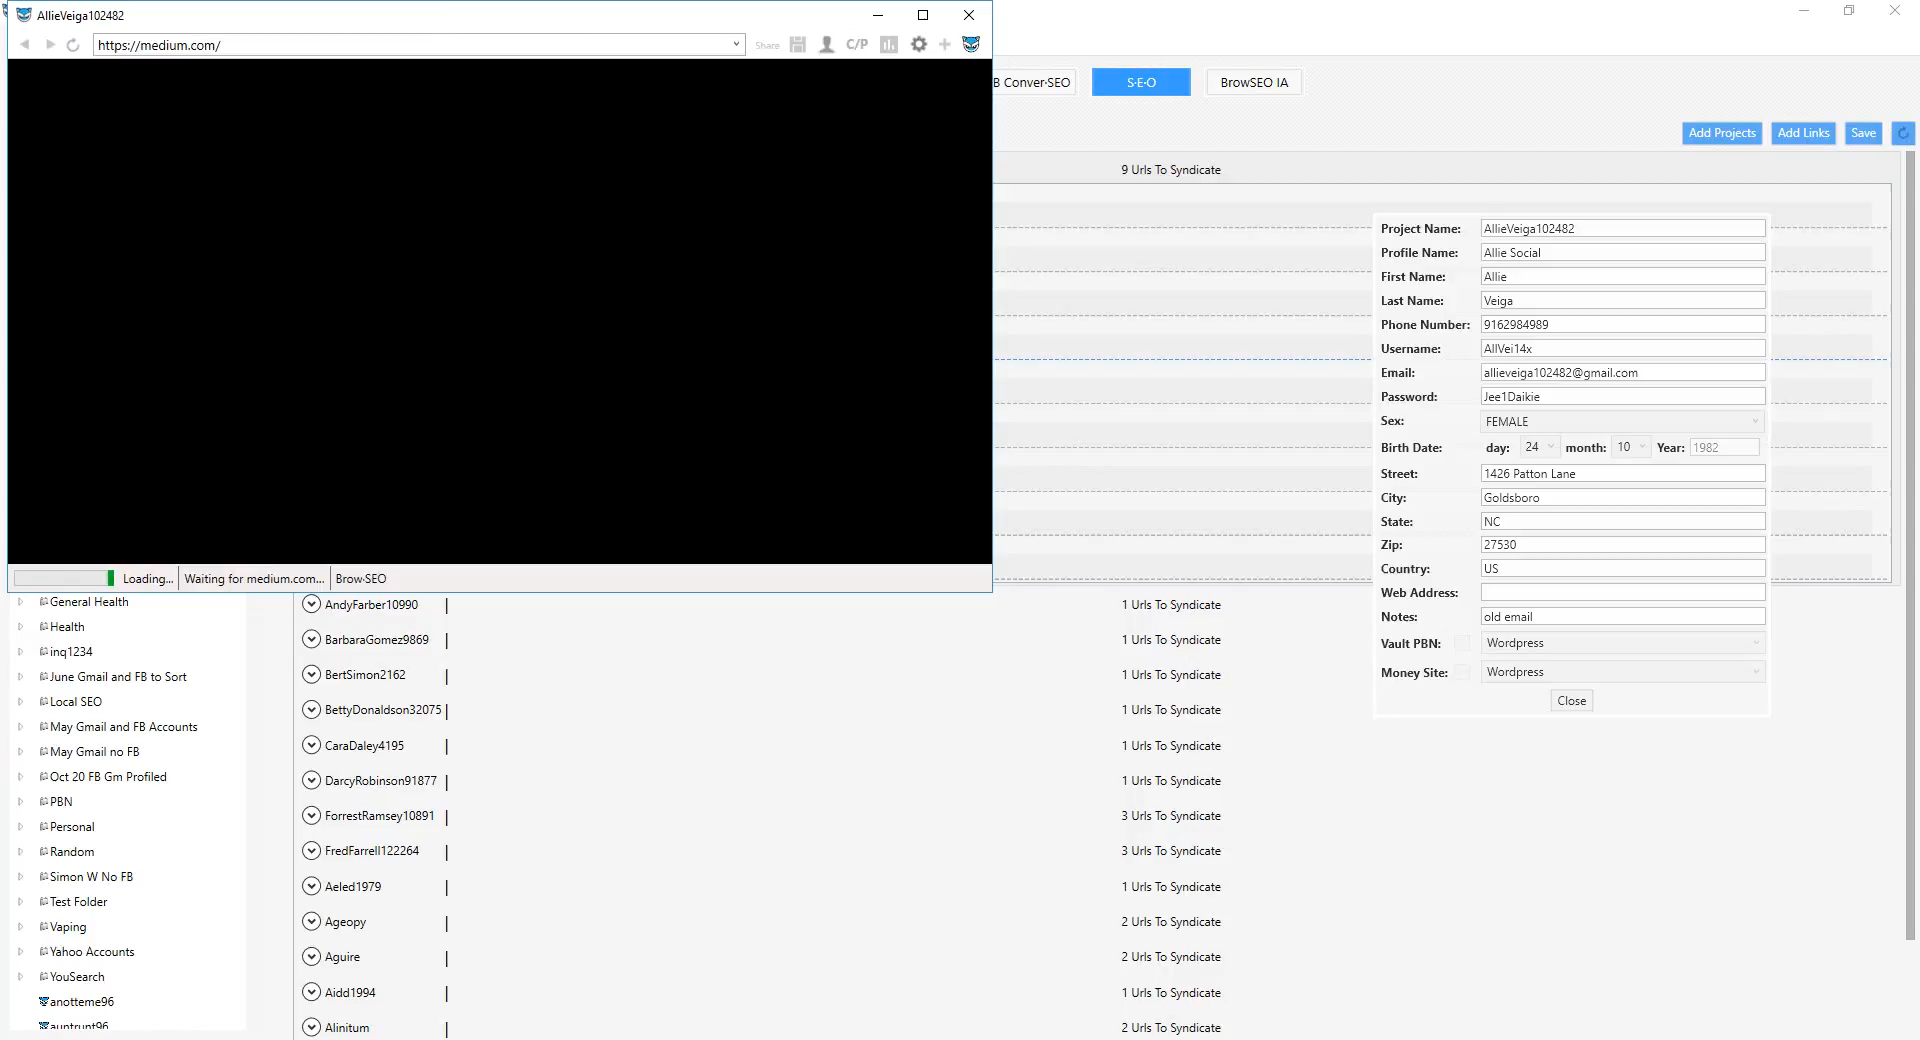 AllieVeiga102482
https://medium.com/
Share
C/P
B Conver·SEO
S·E·O
BrowSEO IA
Add Projects
Add Links
Save
9 Urls To Syndicate
Project Name: AllieVeiga102482
Profile Name: Allie Social
First Name: Allie
Last Name: Veiga
Phone Number: 9162984989
Username: AllVei14x
Email: allieveiga102482@gmail.com
Password: Jee1Daikie
Sex: FEMALE
Birth Date: day: 24 month: 10 Year: 1982
Street: 1426 Patton Lane
City: Goldsboro
State: NC
Zip: 27530
Country: US
Web Address:
Notes: old email
Vault PBN: Wordpress
Money Site: Wordpress
Close
Loading... Waiting for medium.com... Brow·SEO
General Health
Health
inq1234
June Gmail and FB to Sort
Local SEO
May Gmail and FB Accounts
May Gmail no FB
Oct 20 FB Gm Profiled
PBN
Personal
Random
Simon W No FB
Test Folder
Vaping
Yahoo Accounts
YouSearch
anotteme96
auntrunt96
AndyFarber10990 | 1 Urls To Syndicate
BarbaraGomez9869 | 1 Urls To Syndicate
BertSimon2162 | 1 Urls To Syndicate
BettyDonaldson32075 | 1 Urls To Syndicate
CaraDaley4195 | 1 Urls To Syndicate
DarcyRobinson91877 | 1 Urls To Syndicate
ForrestRamsey10891 | 3 Urls To Syndicate
FredFarrell122264 | 3 Urls To Syndicate
Aeled1979 | 1 Urls To Syndicate
Ageopy | 2 Urls To Syndicate
Aguire | 2 Urls To Syndicate
Aidd1994 | 1 Urls To Syndicate
Alinitum | 2 Urls To Syndicate